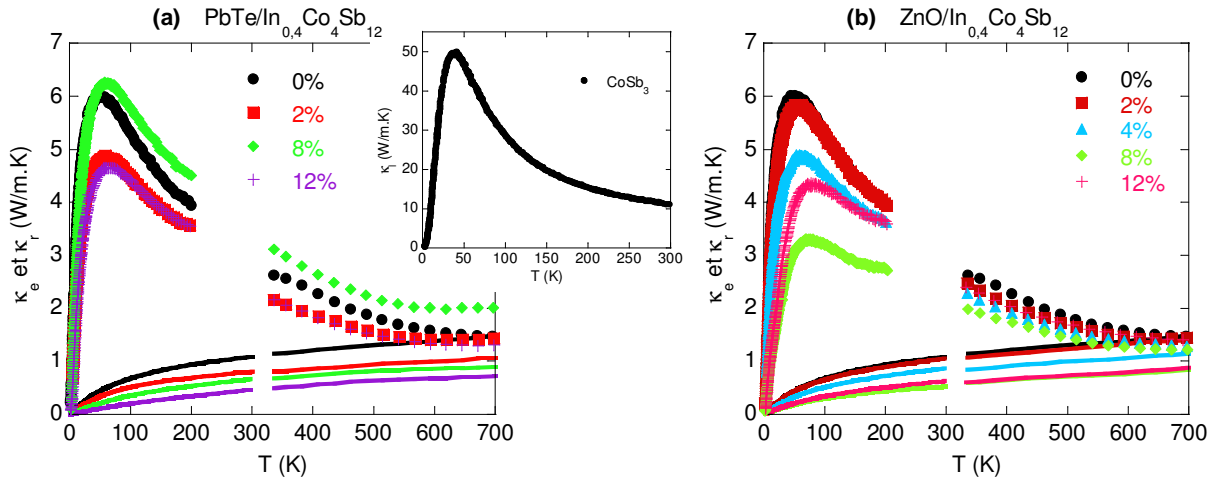 (a) PbTe/In0,4Co4Sb12
κe et κr (W/m.K)
7
6
5
4
3
2
1
0
0%
2%
8%
12%
κl (W/m.K)
50
40
30
20
10
0
CoSb3
0 50 100 150 200 250 300
T (K)
0 100 200 300 400 500 600 700
T (K)
(b) ZnO/In0,4Co4Sb12
κe et κr (W/m.K)
7
6
5
4
3
2
1
0
0%
2%
4%
8%
12%
0 100 200 300 400 500 600 700
T (K)